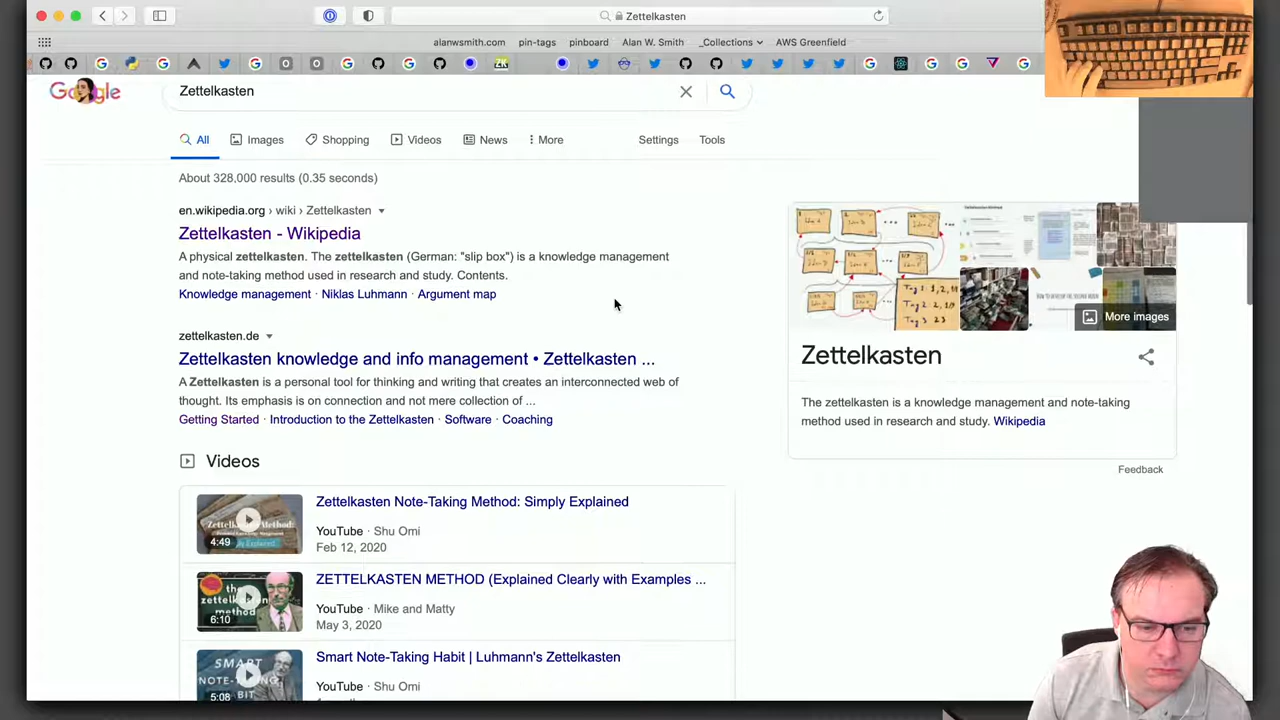 Zettelkasten
alanwsmith.com pin-tags pinboard Alan W. Smith _Collections AWS Greenfield
Google
Zettelkasten
All Images Shopping Videos News More Settings Tools
About 328,000 results (0.35 seconds)
en.wikipedia.org › wiki › Zettelkasten
Zettelkasten - Wikipedia
A physical zettelkasten. The zettelkasten (German: "slip box") is a knowledge management
and note-taking method used in research and study. Contents.
Knowledge management · Niklas Luhmann · Argument map
zettelkasten.de
Zettelkasten knowledge and info management • Zettelkasten ...
A Zettelkasten is a personal tool for thinking and writing that creates an interconnected web of
thought. Its emphasis is on connection and not mere collection of ...
Getting Started · Introduction to the Zettelkasten · Software · Coaching
Videos
Zettelkasten
Method:
4:49
Zettelkasten Note-Taking Method: Simply Explained
YouTube · Shu Omi
Feb 12, 2020
the
zettelkasten
method
6:10
ZETTELKASTEN METHOD (Explained Clearly with Examples ...
YouTube · Mike and Matty
May 3, 2020
SMART
5:08
Smart Note-Taking Habit | Luhmann's Zettelkasten
YouTube · Shu Omi
More images
Zettelkasten
The zettelkasten is a knowledge management and note-taking
method used in research and study. Wikipedia
Feedback